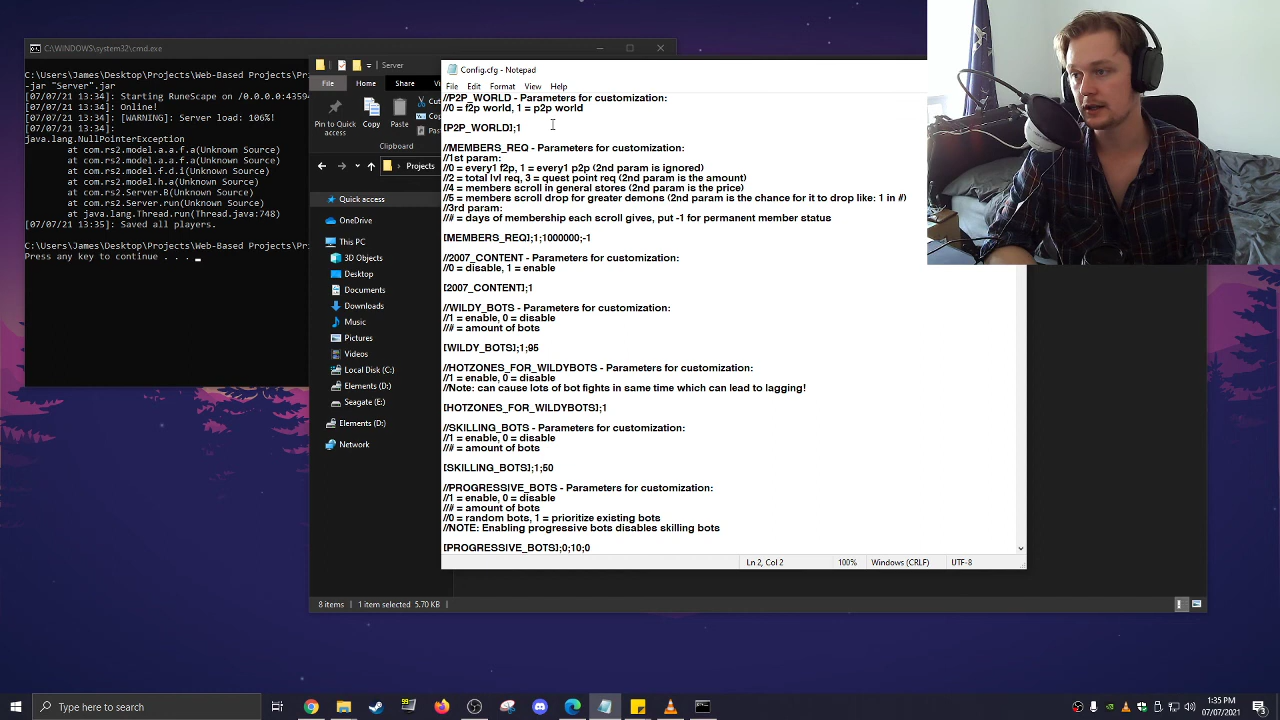 C:\WINDOWS\system32\cmd.exe
C:\Users\James\Desktop\Projects\Web-Based Projects\Pro
-jar "Server".jar
[07/07/21 13:34]: Starting
[07/07/21 13:34]: Online!
[07/07/21 13:34]: [WARNING]: Server load: 100%!
[07/07/21 13:34]:
java.lang.NullPointerException
at com.rs2.model.a.a.f.a(Unknown Source)
at com.rs2.model.f.d.i(Unknown Source)
at com.rs2.model.h.a(Unknown Source)
at com.rs2.Server.B(Unknown Source)
at com.rs2.Server.run(Unknown Source)
at java.lang.Thread.run(Thread.java:748)
[07/07/21 13:35]: Saved all players.
C:\Users\James\Desktop\Projects\Web-Based Projects\Pro
Press any key to continue . . .
Server
File
Home
Share
Pin to Quick access
Copy
Paste
Clipboard
Projects
Quick access
OneDrive
This PC
3D Objects
Desktop
Documents
Downloads
Music
Pictures
Videos
Local Disk (C:)
Elements (D:)
Seagate (E:)
Elements (D:)
Network
8 items
1 item selected 5.70 KB
Config.cfg - Notepad
File Edit Format View Help
//P2P_WORLD - Parameters for customization:
//0 = f2p world, 1 = p2p world
[P2P_WORLD];1
//MEMBERS_REQ - Parameters for customization:
//1st param:
//0 = every1 f2p, 1 = every1 p2p (2nd param is ignored)
//2 = total lvl req, 3 = quest point req (2nd param is the amount)
//4 = members scroll in general stores (2nd param is the price)
//5 = members scroll drop for greater demons (2nd param is the chance for it to drop like: 1 in #)
//3rd param:
//# = days of membership each scroll gives, put -1 for permanent member status
[MEMBERS_REQ];1;1000000;-1
//2007_CONTENT - Parameters for customization:
//0 = disable, 1 = enable
[2007_CONTENT];1
//WILDY_BOTS - Parameters for customization:
//1 = enable, 0 = disable
//# = amount of bots
[WILDY_BOTS];1;95
//HOTZONES_FOR_WILDYBOTS - Parameters for customization:
//1 = enable, 0 = disable
//Note: can cause lots of bot fights in same time which can lead to lagging!
[HOTZONES_FOR_WILDYBOTS];1
//SKILLING_BOTS - Parameters for customization:
//1 = enable, 0 = disable
//# = amount of bots
[SKILLING_BOTS];1;50
//PROGRESSIVE_BOTS - Parameters for customization:
//1 = enable, 0 = disable
//# = amount of bots
//0 = random bots, 1 = prioritize existing bots
//NOTE: Enabling progressive bots disables skilling bots
[PROGRESSIVE_BOTS];0;10;0
Ln 2, Col 2
100%
Windows (CRLF)
UTF-8
Type here to search
1:35 PM
07/07/2021